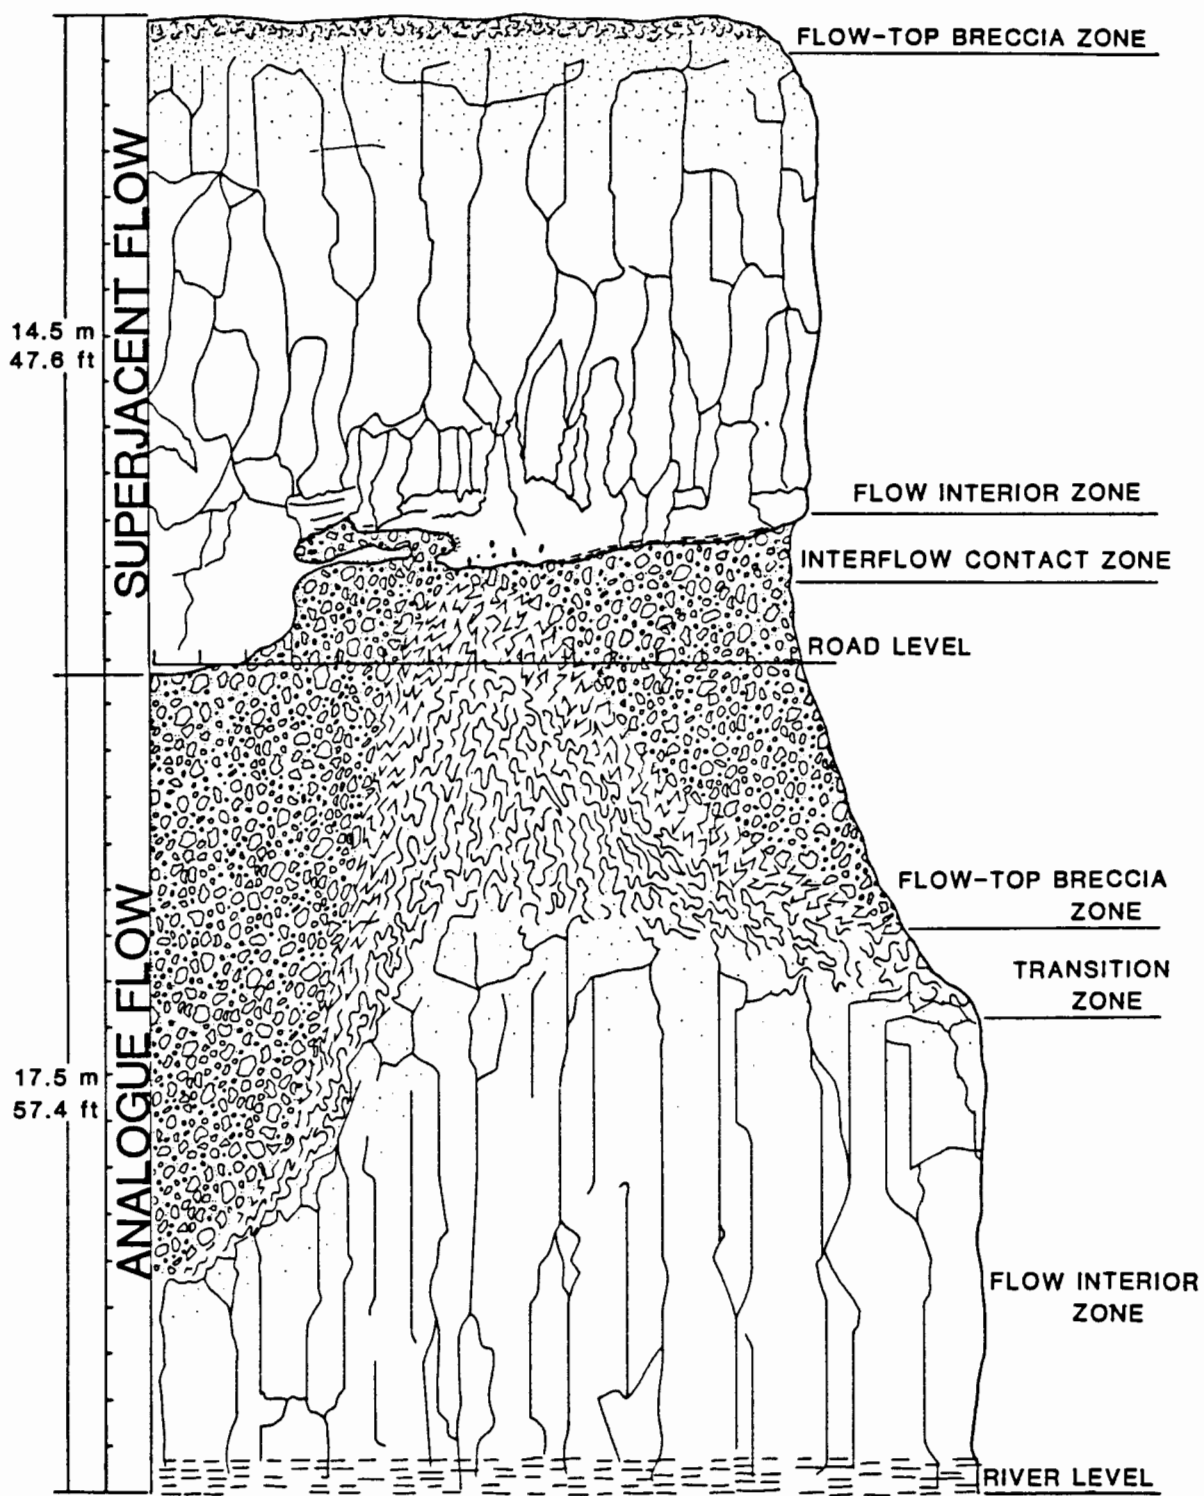 FLOW-TOP BRECCIA ZONE
SUPERJACENT FLOW
14.5 m
47.6 ft
FLOW INTERIOR ZONE
INTERFLOW CONTACT ZONE
ROAD LEVEL
FLOW-TOP BRECCIA
ZONE
TRANSITION
ZONE
ANALOGUE FLOW
17.5 m
57.4 ft
FLOW INTERIOR
ZONE
RIVER LEVEL